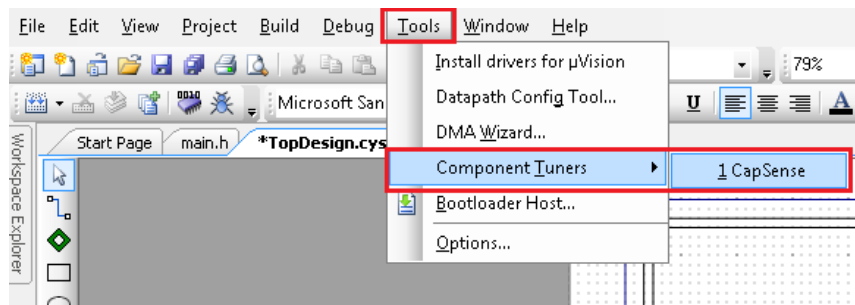 File Edit View Project Build Debug Tools Window Help
Install drivers for µVision
79%
Datapath Config Tool...
Microsoft San
U
A
DMA Wizard...
Start Page main.h *TopDesign.cys
Component Tuners
1 CapSense
Bootloader Host...
Options...
Workspace Explorer